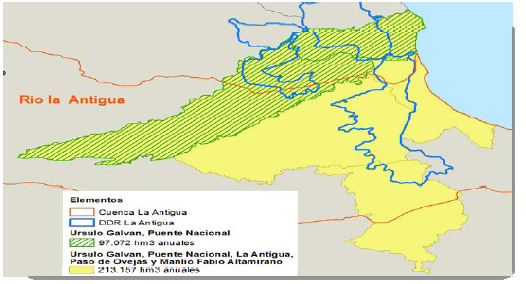 Rio la Antigua
Elementos
Cuenca La Antigua
DDR La Antigua
Ursulo Galvan, Puente Nacional
97.072 hm3 anuales
Ursulo Galvan, Puente Nacional, La Antigua,
Paso de Ovejas y Manlio Fabio Altamirano
213.157 hm3 anuales